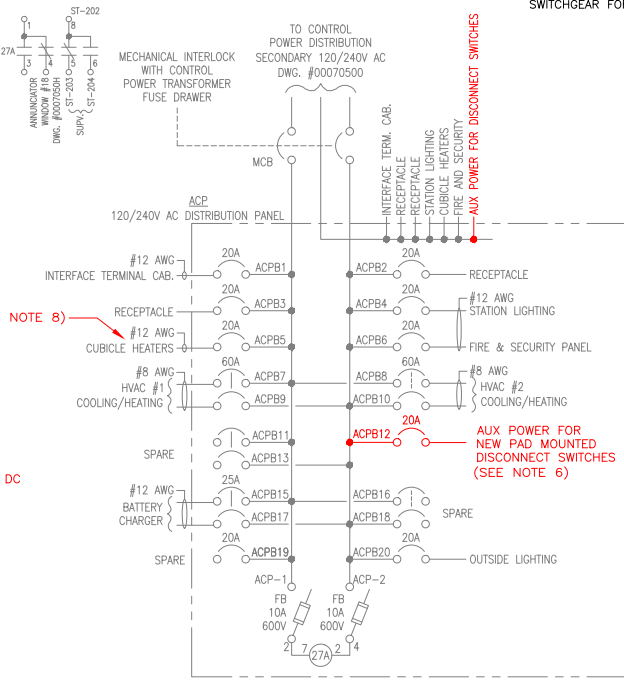 SWITCHGEAR FO
ST-202
1
8
27A
3
4
5
6
ANNUNCIATOR
WINDOW #18
DWG. #0007050H
ST-203
ST-204
SUPV.
MECHANICAL INTERLOCK
WITH CONTROL
POWER TRANSFORMER
FUSE DRAWER
TO CONTROL
POWER DISTRIBUTION
SECONDARY 120/240V AC
DWG. #00070500
MCB
INTERFACE TERM. CAB.
RECEPTACLE
RECEPTACLE
STATION LIGHTING
CUBICLE HEATERS
FIRE AND SECURITY
AUX POWER FOR DISCONNECT SWITCHES
ACP
120/240V AC DISTRIBUTION PANEL
#12 AWG
INTERFACE TERMINAL CAB.
20A
ACPB1
ACPB2
20A
RECEPTACLE
RECEPTACLE
20A
ACPB3
ACPB4
20A
#12 AWG
STATION LIGHTING
NOTE 8)
#12 AWG
CUBICLE HEATERS
20A
ACPB5
ACPB6
20A
FIRE & SECURITY PANEL
#8 AWG
HVAC #1
COOLING/HEATING
60A
ACPB7
ACPB9
ACPB8
ACPB10
60A
#8 AWG
HVAC #2
COOLING/HEATING
SPARE
ACPB11
ACPB13
ACPB12
20A
AUX POWER FOR
NEW PAD MOUNTED
DISCONNECT SWITCHES
(SEE NOTE 6)
DC
#12 AWG
BATTERY
CHARGER
25A
ACPB15
ACPB17
ACPB16
ACPB18
SPARE
SPARE
20A
ACPB19
ACPB20
20A
OUTSIDE LIGHTING
ACP-1
ACP-2
FB
10A
600V
FB
10A
600V
2
7
27A
2
4